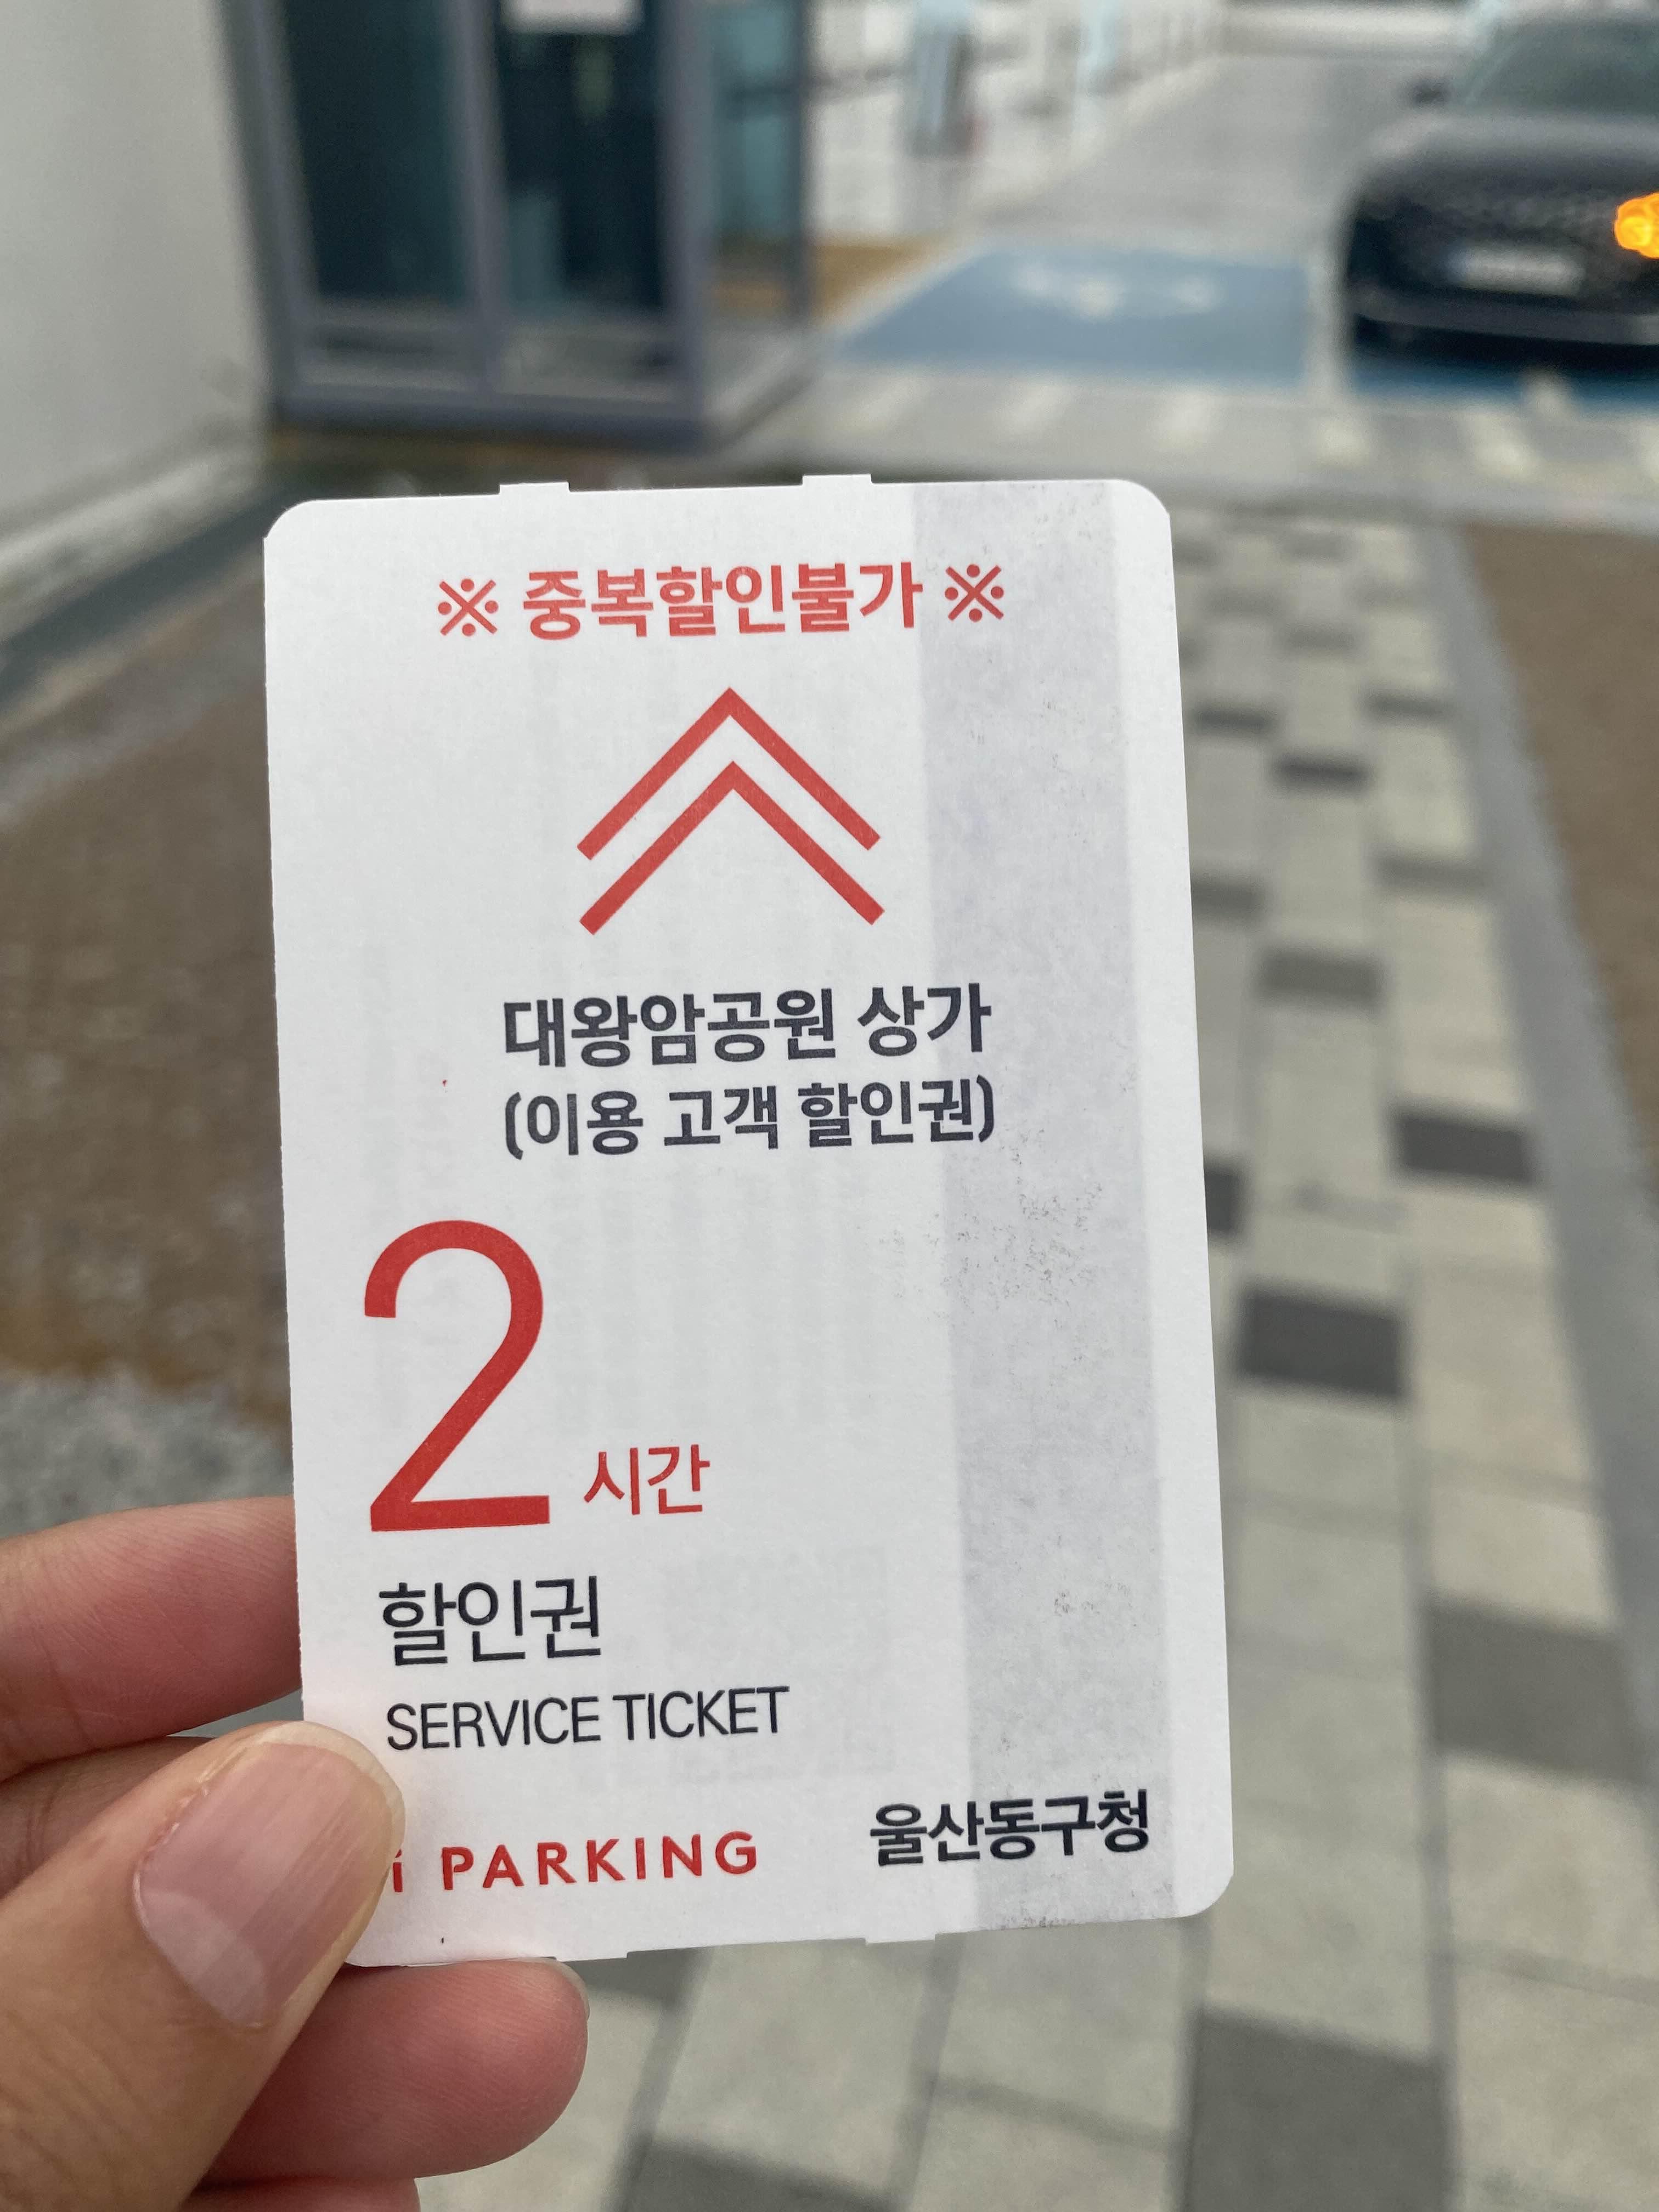 ※ 중복할인불가 ※
대왕암공원 상가
(이용 고객 할인권)
2 시간
할인권
SERVICE TICKET
i PARKING
울산동구청